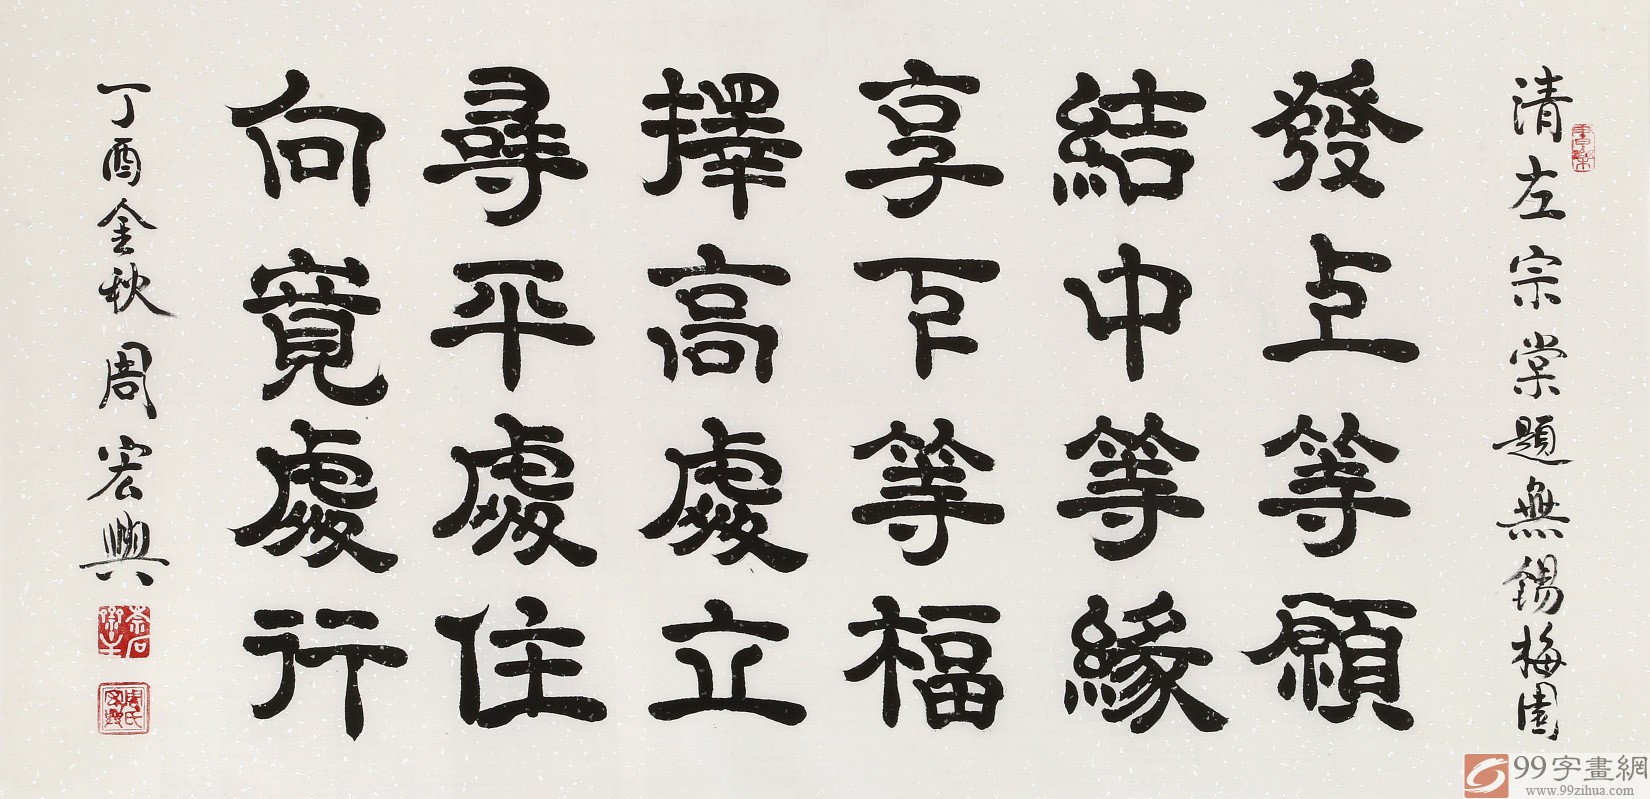 清左宗棠題無錫梅園
發上等願
結中等緣
享下等福
擇高處立
尋平處住
向寬處行
丁酉金秋周宏興
99字畫網
www.99zihua.com